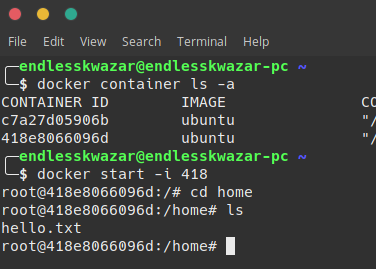 File Edit View Search Terminal Help
endlesskwazar@endlesskwazar-pc ~
$ docker container ls -a
CONTAINER ID IMAGE CO
c7a27d05906b ubuntu "/
418e8066096d ubuntu "/
endlesskwazar@endlesskwazar-pc ~
$ docker start -i 418
root@418e8066096d:/# cd home
root@418e8066096d:/home# ls
hello.txt
root@418e8066096d:/home#